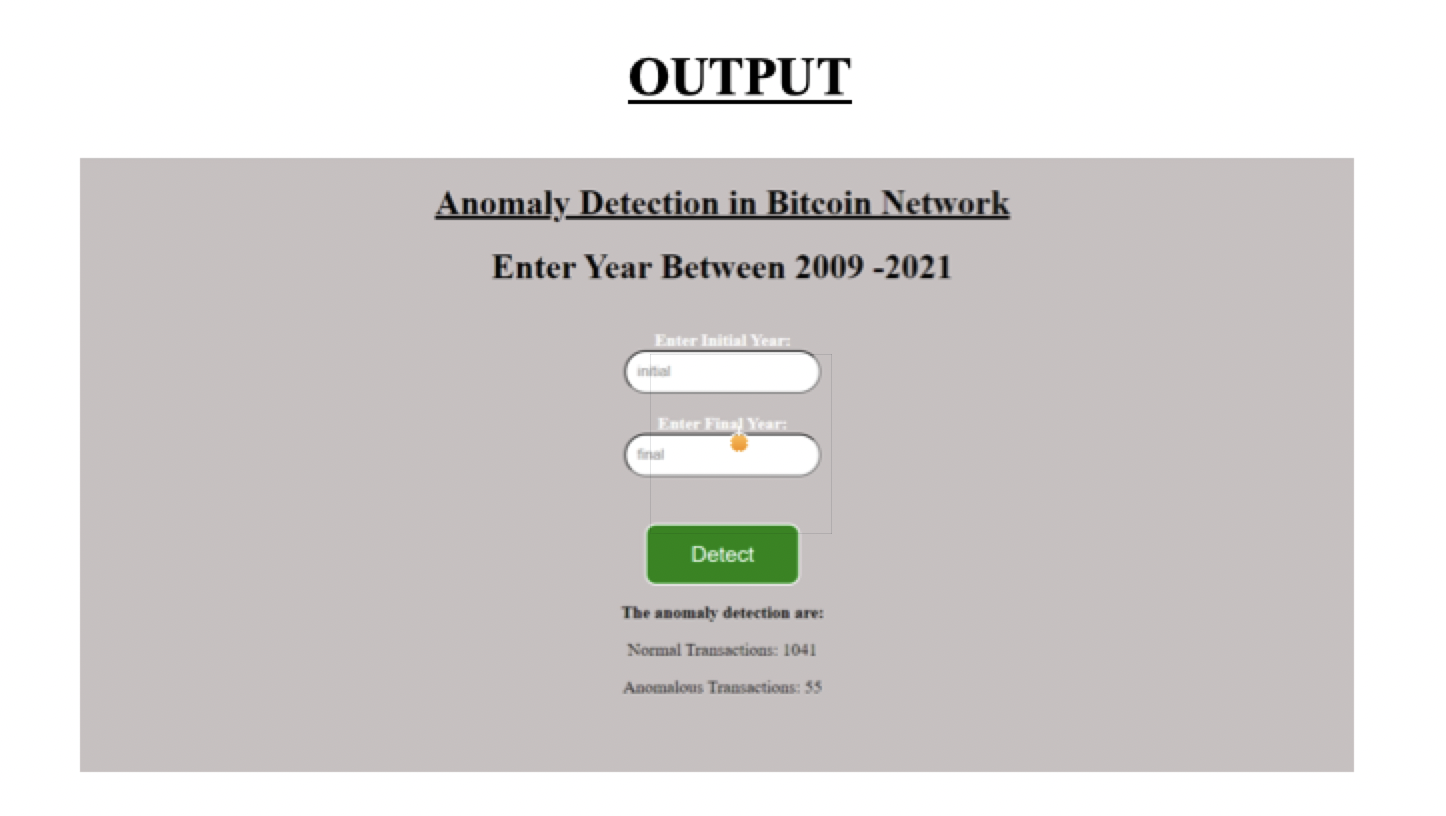 OUTPUT
Anomaly Detection in Bitcoin Network
Enter Year Between 2009 -2021
Enter Initial Year:
initial
Enter Final Year:
final
Detect
The anomaly detection are:
Normal Transactions: 1041
Anomalous Transactions: 55